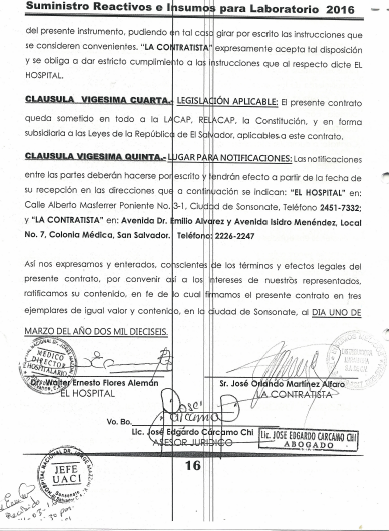 Suministro Reactivos e Insumos para Laboratorio 2016
del presente instrumento, pudiendo en tal caso girar por escrito las instrucciones que
se consideren convenientes. "LA CONTRATISTA" expresamente acepta tal disposición
y se obliga a dar estricto cumplimiento a las instrucciones que al respecto dicte EL
HOSPITAL.
CLAUSULA VIGESIMA CUARTA.- LEGISLACIÓN APLICABLE: El presente contrato
queda sometido en todo a la LACAP, RELACAP, la Constitución, y en forma
subsidiaria a las Leyes de la República de El Salvador, aplicables a este contrato.
CLAUSULA VIGESIMA QUINTA.- LUGAR PARA NOTIFICACIONES: Las notificaciones
entre las partes deberán hacerse por escrito y tendrán efecto a partir de la fecha de
su recepción en las direcciones que a continuación se indican: "EL HOSPITAL" en:
Calle Alberto Masferrer Poniente No. 3-1, Ciudad de Sonsonate, Teléfono 2451-7332;
y "LA CONTRATISTA" en: Avenida Dr. Emilio Alvarez y Avenida Isidro Menéndez, Local
No. 7, Colonia Médica, San Salvador. Teléfono: 2226-2247
Así nos expresamos y enterados, conscientes de los términos y efectos legales del
presente contrato, por convenir así a los intereses de nuestros representados,
ratificamos su contenido, en fe de lo cual firmamos el presente contrato en tres
ejemplares de igual valor y contenido, en la ciudad de Sonsonate, al DIA UNO DE
MARZO DEL AÑO DOS MIL DIECISEIS.
MEDICO
DIRECTOR
HOSPITALARIO
Dr. Walter Ernesto Flores Alemán
Sr. José Orlando Martínez Alfaro
EL HOSPITAL
LA CONTRATISTA
Vo. Bo.
Lic. José Edgardo Cárcamo Chi
ASESOR JURIDICO
Lic. JOSE EDGARDO CARCAMO CHI
ABOGADO
16
JEFE
UACI
Sonsonate